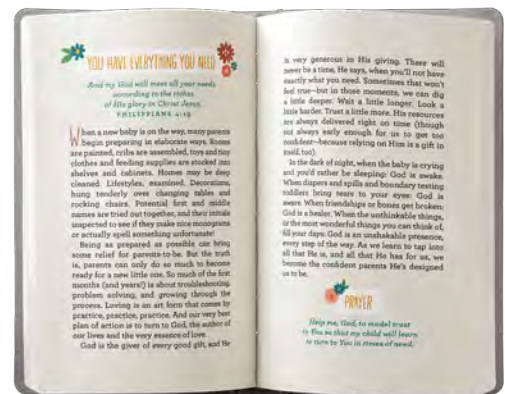 YOU HAVE EVERYTHING YOU NEED
And my God will meet all your needs
according to the riches
of His glory in Christ Jesus.
PHILIPPIANS 4:19
When a new baby is on the way, many parents
begin preparing in elaborate ways. Rooms
are painted, cribs are assembled, toys and tiny
clothes and feeding supplies are stocked into
shelves and cabinets. Homes may be deep
cleaned. Lifestyles, examined. Decorations,
hung tenderly over changing tables and
rocking chairs. Potential first and middle
names are tried out together, and their initials
inspected to see if they make nice monograms
or actually spell something unfortunate!
Being as prepared as possible can bring
some relief for parents-to-be. But the truth
is, parents can only do so much to become
ready for a new little one. So much of the first
months (and years!) is about troubleshooting,
problem solving, and growing through the
process. Loving is an art form that comes by
practice, practice, practice. And our very best
plan of action is to turn to God, the author of
our lives and the very essence of love.
God is the giver of every good gift, and He
is very generous in His giving. There will
never be a time, He says, when you'll not have
exactly what you need. Sometimes that won't
feel true—but in those moments, we can dig
a little deeper. Wait a little longer. Look a
little harder. Trust a little more. His resources
are always delivered right on time (though
not always early enough for us to get too
confident—because relying on Him is a gift in
itself, too).
In the dark of night, when the baby is crying
and you'd rather be sleeping: God is awake.
When diapers and spills and boundary testing
toddlers bring tears to your eyes: God is
aware. When friendships or bones get broken:
God is a healer. When the unthinkable things,
or the most wonderful things you can think of,
fill your days: God is an unshakable presence,
every step of the way. As we learn to tap into
all that He is, and all that He has for us, we
become the confident parents He's designed
us to be.
PRAYER
Help me, God, to model trust
in You so that my child will learn
to turn to You in times of need.